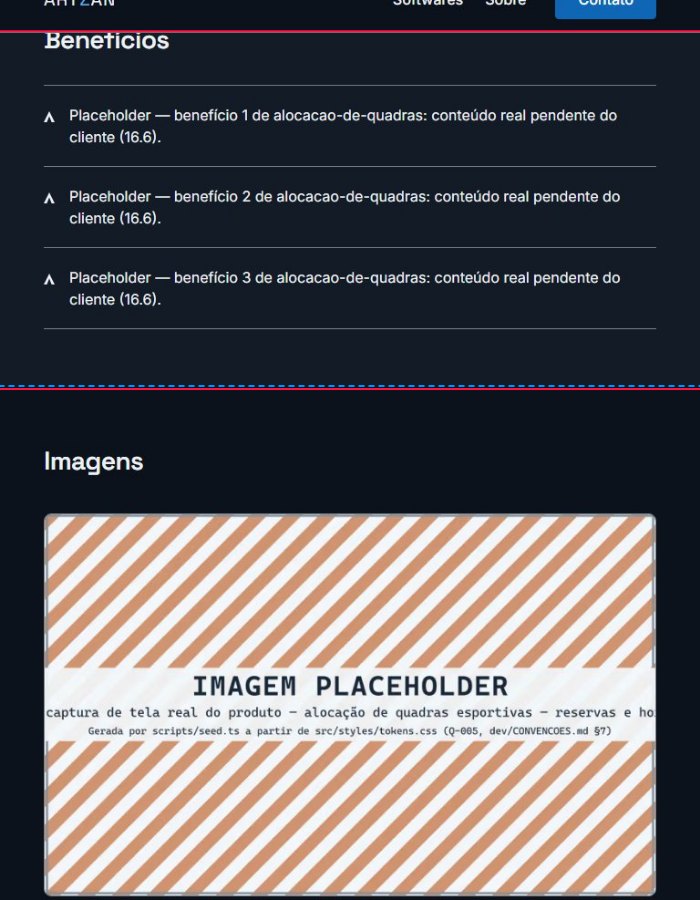 ARTZAN
Softwares Sobre Contato
Benefícios
Placeholder — benefício 1 de alocacao-de-quadras: conteúdo real pendente do
cliente (16.6).
Placeholder — benefício 2 de alocacao-de-quadras: conteúdo real pendente do
cliente (16.6).
Placeholder — benefício 3 de alocacao-de-quadras: conteúdo real pendente do
cliente (16.6).
Imagens
IMAGEM PLACEHOLDER
captura de tela real do produto — alocação de quadras esportivas — reservas e ho
Gerada por scripts/seed.ts a partir de src/styles/tokens.css (Q-005, dev/CONVENCOES.md §7)